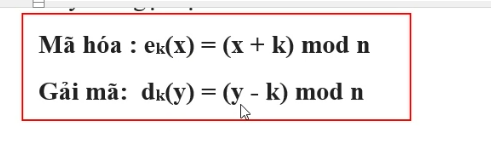 Mã hóa : eₖ(x) = (x + k) mod n
Gải mã: dₖ(y) = (y - k) mod n